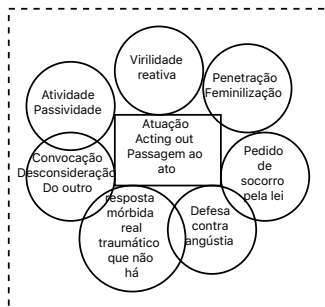 Virilidade
reativa
Penetração
Feminilização
Atividade
Passividade
Atuação
Acting out
Passagem ao
ato
Convocação
Desconsideração
Do outro
Pedido
de
socorro
pela lei
resposta
mórbida
real
traumático
que não
há
Defesa
contra
angústia